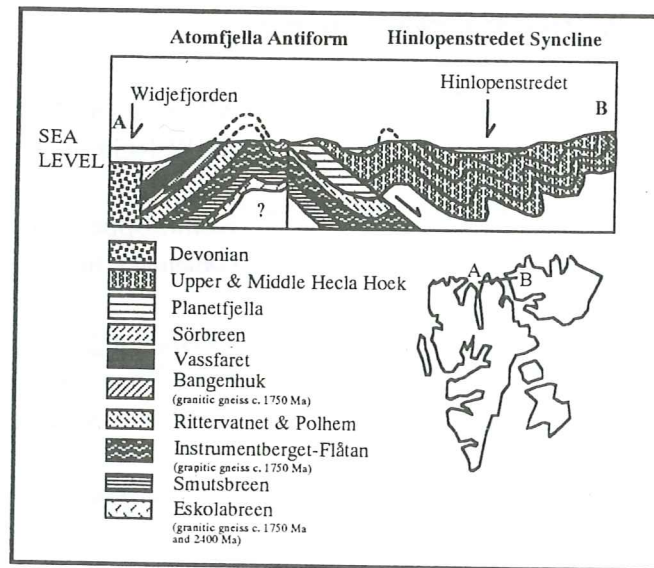 Atomfjella Antiform Hinlopenstredet Syncline
A Widjefjorden Hinlopenstredet B
SEA
LEVEL
?
Devonian
Upper & Middle Hecla Hoek
Planetfjella
Sörbreen
Vassfaret
Bangenhuk
(granitic gneiss c. 1750 Ma)
Rittervatnet & Polhem
Instrumentberget-Flåtan
(granitic gneiss c. 1750 Ma)
Smutsbreen
Eskolabreen
(granitic gneiss c. 1750 Ma
and 2400 Ma)
A B